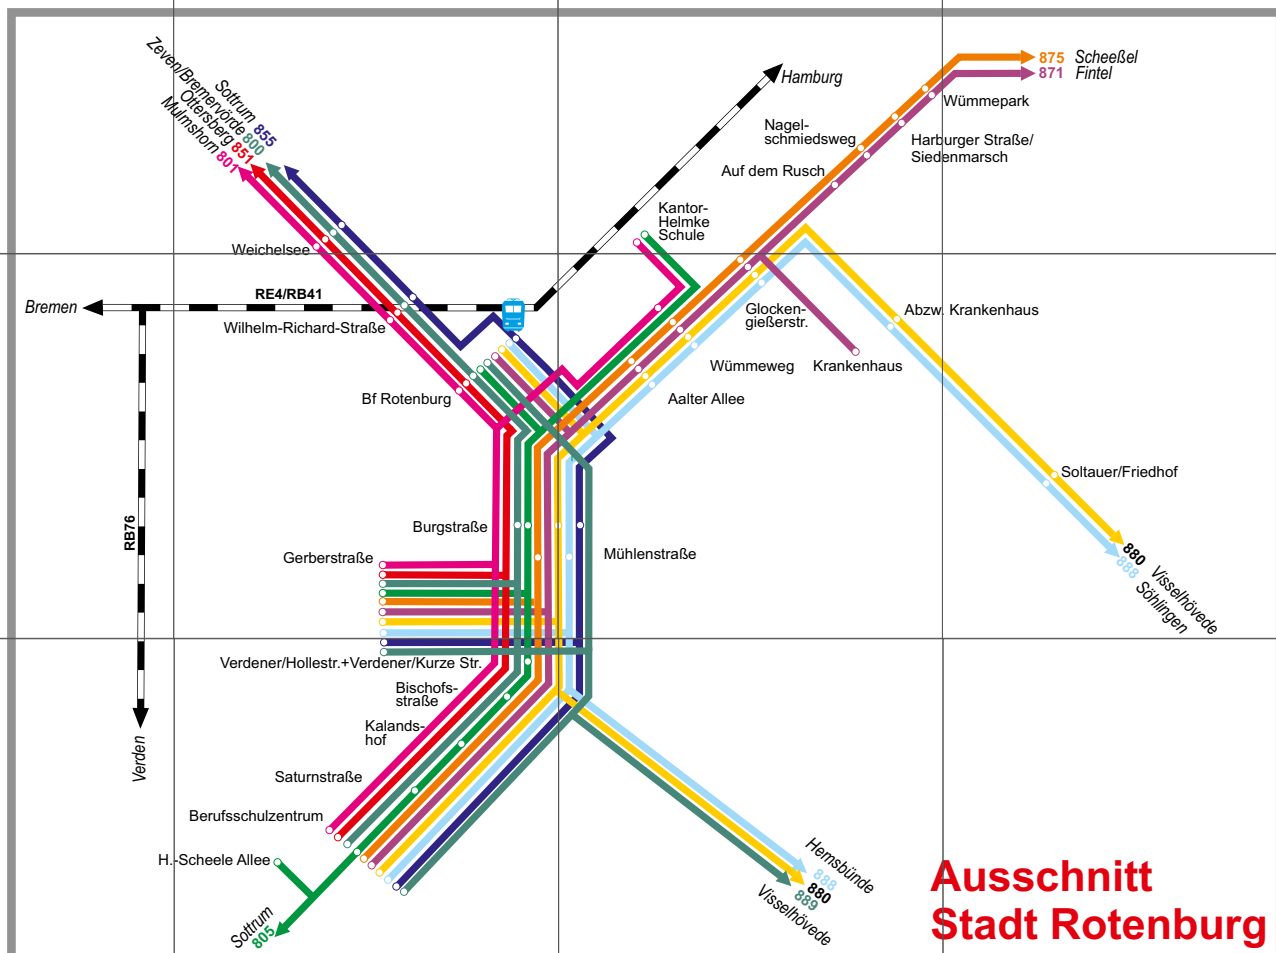 Zeven/Bremervörde 800
Sottrum 855
Ottersberg 851
Mulmshorn 801
Hamburg
875 Scheeßel
871 Fintel
Wümmepark
Nagel-
schmiedsweg
Harburger Straße/
Siedenmarsch
Auf dem Rusch
Kantor-
Helmke
Schule
Weichelsee
Bremen
RE4/RB41
Wilhelm-Richard-Straße
Glocken-
gießerstr.
Abzw. Krankenhaus
Wümmeweg
Krankenhaus
Bf Rotenburg
Aalter Allee
Soltauer/Friedhof
RB76
Burgstraße
Mühlenstraße
Gerberstraße
880 Visselhövede
888 Söhlingen
Verdener/Hollestr.+Verdener/Kurze Str.
Bischofs-
straße
Kalands-
hof
Verden
Saturnstraße
Berufsschulzentrum
H.-Scheele Allee
Sottrum
805
Hemsbünde
888
880
889
Visselhövede
Ausschnitt
Stadt Rotenburg